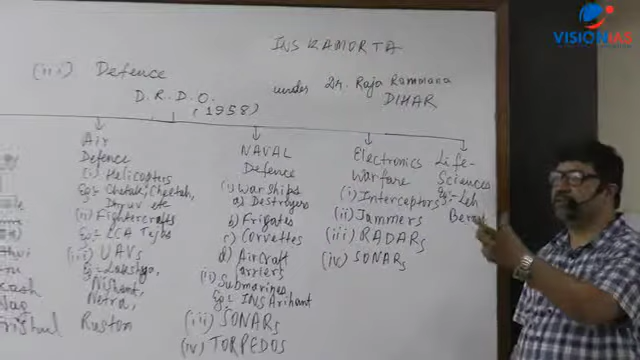 VISIONIAS
INS KAMORTA
(iii) Defence
D.R.D.O.
(1958)
under Dr. Raja Ramanna
DIHAR
Air
Defence
(i) Helicopters
Eg:- Chetak, Cheetah,
Dhruv etc
(ii) Fightercrafts
Eg:- LCA Tejas
(iii) UAVs
Eg:- Lakshya,
Nishant,
Netra,
Rustom
NAVAL
Defence
(i) Warships
a) Destroyers
b) Frigates
c) Corvettes
d) AirCraft
Carriers
(ii) Submarines
Eg:- INS Arihant
(iii) SONARs
(iv) TORPEDOS
Electronics
Warfare
(i) Interceptors
(ii) Jammers
(iii) RADARs
(iv) SONARs
Life-
Sciences
Eg:- Leh